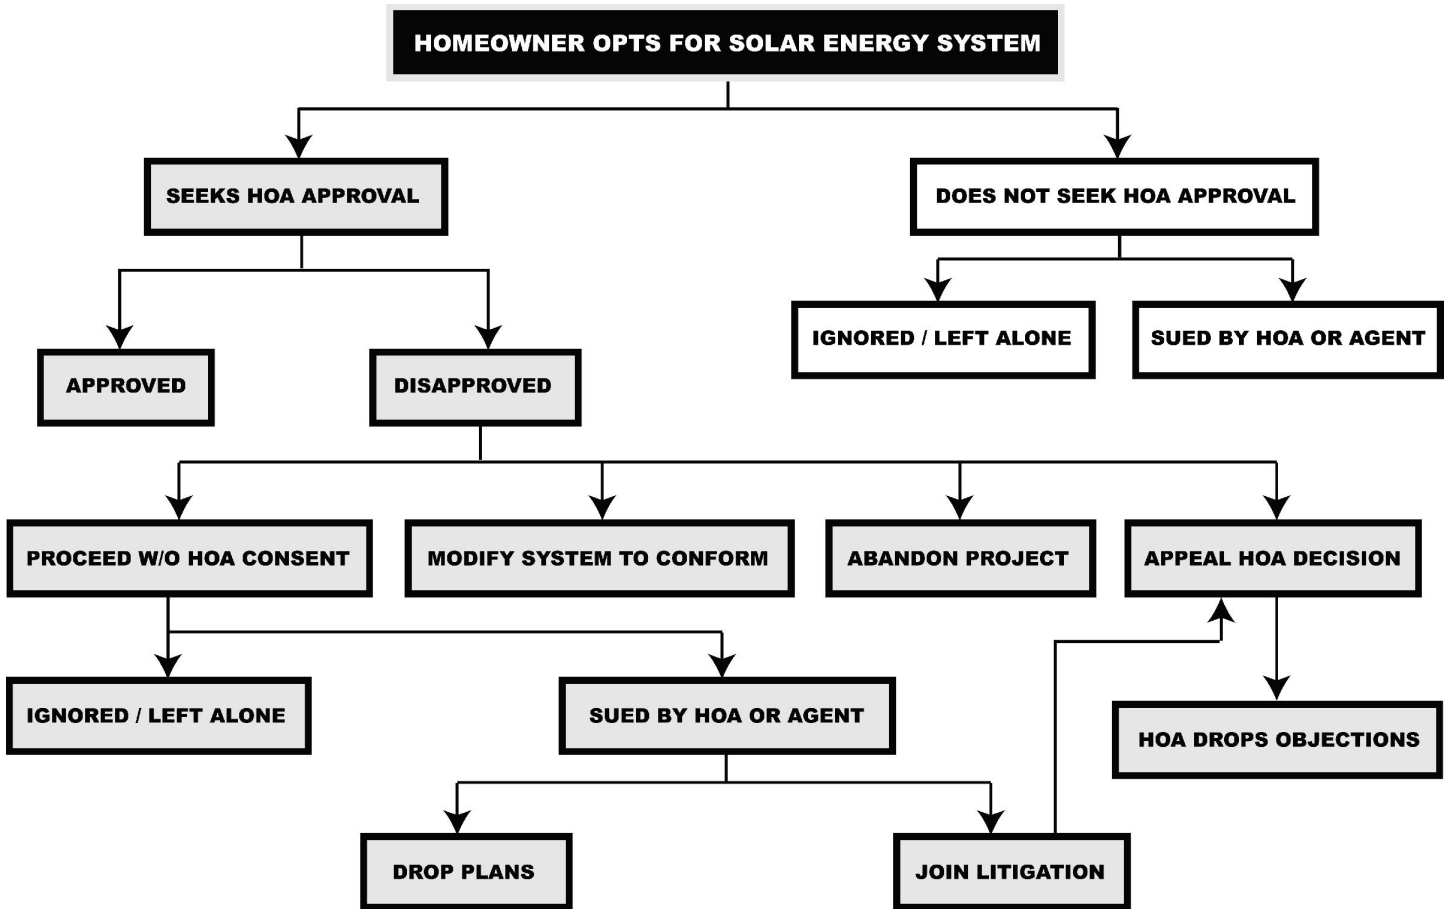 HOMEOWNER OPTS FOR SOLAR ENERGY SYSTEM
SEEKS HOA APPROVAL
DOES NOT SEEK HOA APPROVAL
IGNORED / LEFT ALONE
SUED BY HOA OR AGENT
APPROVED
DISAPPROVED
PROCEED W/O HOA CONSENT
MODIFY SYSTEM TO CONFORM
ABANDON PROJECT
APPEAL HOA DECISION
IGNORED / LEFT ALONE
SUED BY HOA OR AGENT
HOA DROPS OBJECTIONS
DROP PLANS
JOIN LITIGATION